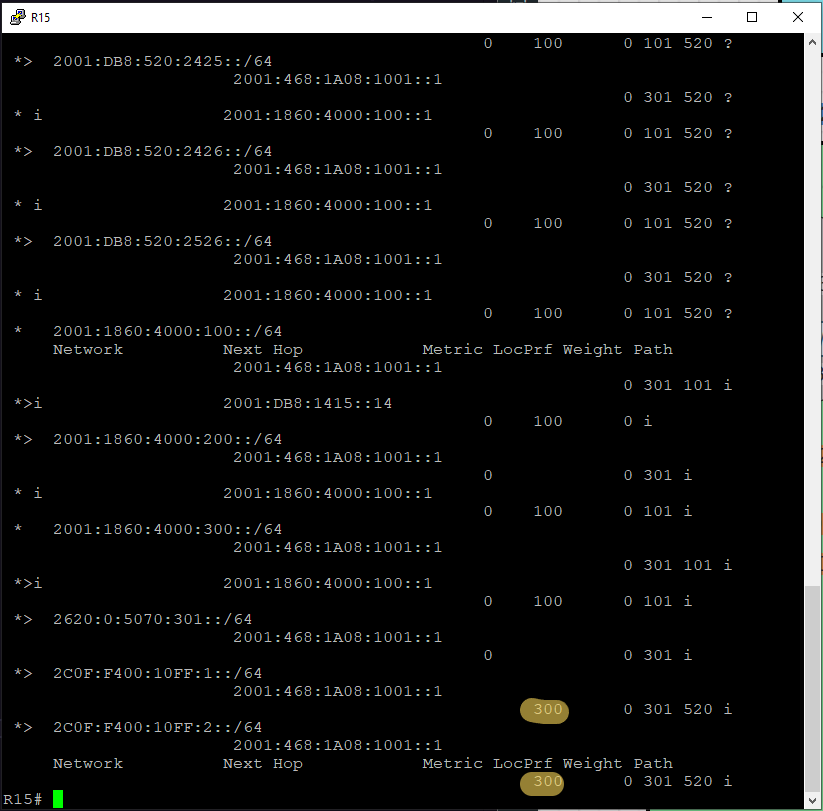 R15
0 100 0 101 520 ?
*> 2001:DB8:520:2425::/64
2001:468:1A08:1001::1
0 301 520 ?
* i 2001:1860:4000:100::1
0 100 0 101 520 ?
*> 2001:DB8:520:2426::/64
2001:468:1A08:1001::1
0 301 520 ?
* i 2001:1860:4000:100::1
0 100 0 101 520 ?
*> 2001:DB8:520:2526::/64
2001:468:1A08:1001::1
0 301 520 ?
* i 2001:1860:4000:100::1
0 100 0 101 520 ?
* 2001:1860:4000:100::/64
Network Next Hop Metric LocPrf Weight Path
2001:468:1A08:1001::1
0 301 101 i
*>i 2001:DB8:1415::14
0 100 0 i
*> 2001:1860:4000:200::/64
2001:468:1A08:1001::1
0 0 301 i
* i 2001:1860:4000:100::1
0 100 0 101 i
* 2001:1860:4000:300::/64
2001:468:1A08:1001::1
0 301 101 i
*>i 2001:1860:4000:100::1
0 100 0 101 i
*> 2620:0:5070:301::/64
2001:468:1A08:1001::1
0 0 301 i
*> 2C0F:F400:10FF:1::/64
2001:468:1A08:1001::1
300 0 301 520 i
*> 2C0F:F400:10FF:2::/64
2001:468:1A08:1001::1
Network Next Hop Metric LocPrf Weight Path
300 0 301 520 i
R15#